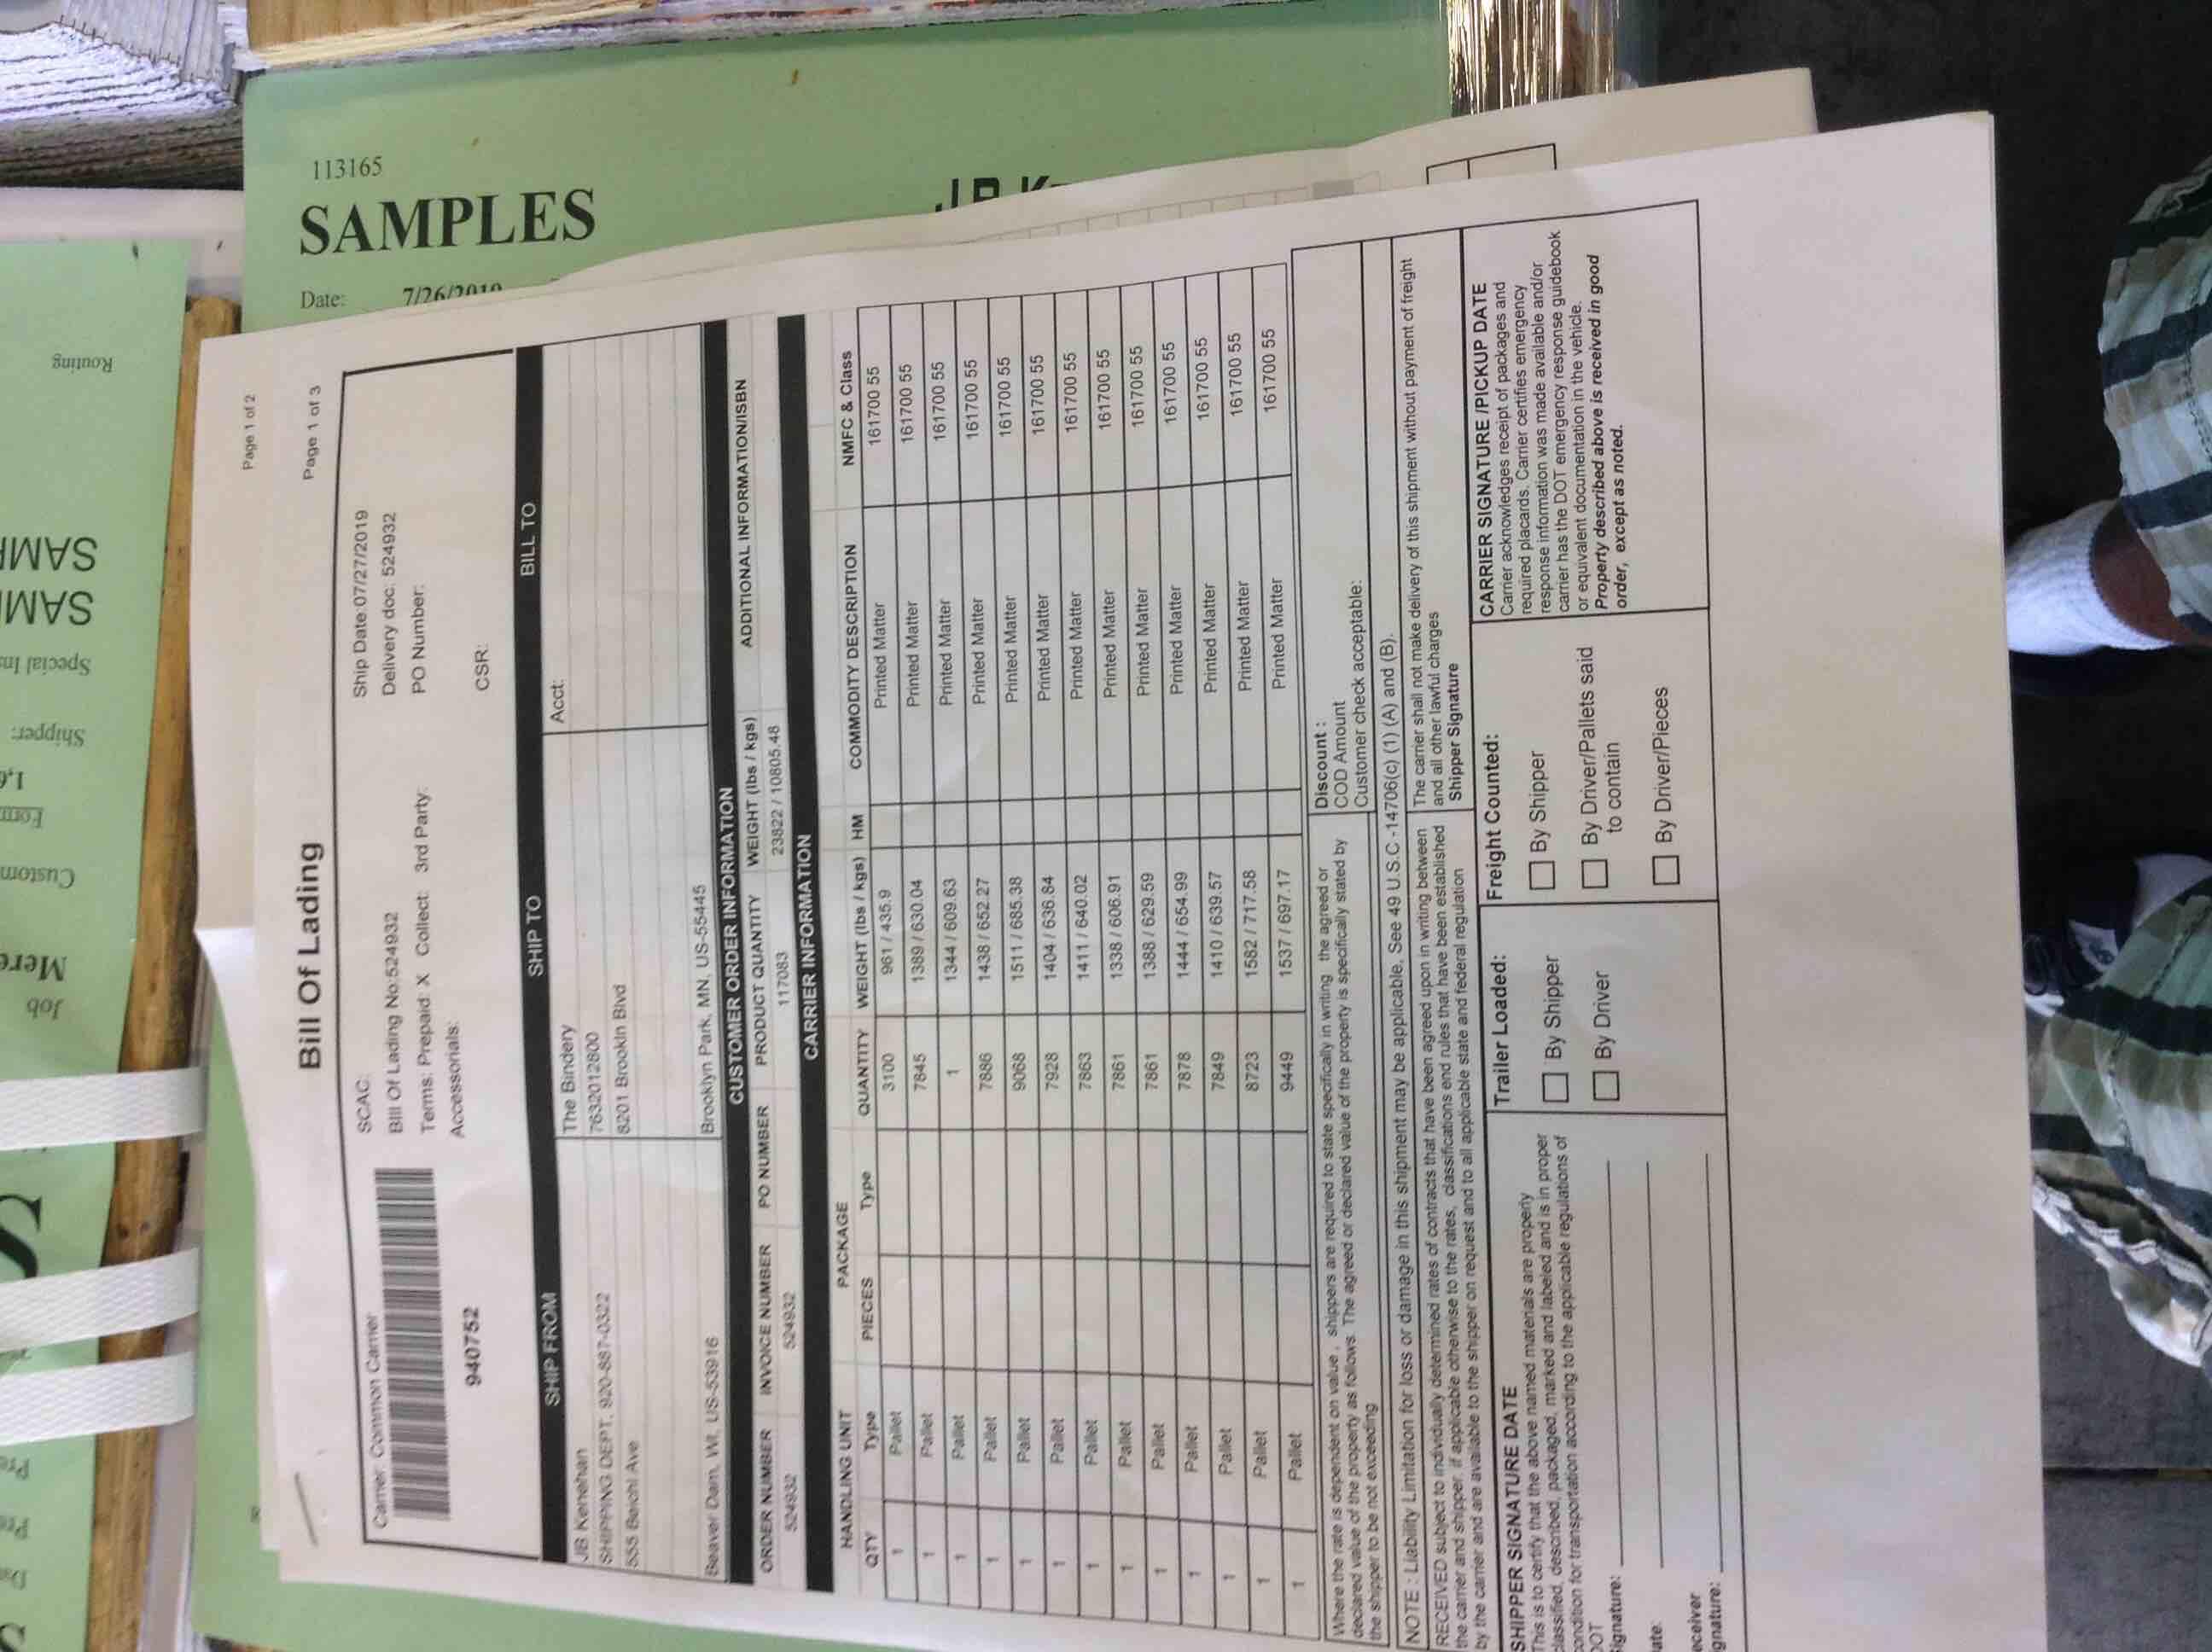 113165
SAMPLES
Date: 7/26/2019
Routing
Special
Shipper:
Job
Page 1 of 2
Bill Of Lading
Page 1 of 3
Carrier: Common Carrier
940752
SCAC:
Bill Of Lading No:524932
Terms: Prepaid: X Collect: 3rd Party:
Accessorials:
Ship Date:07/27/2019
Delivery doc: 524932
PO Number:
CSR:
SHIP FROM SHIP TO BILL TO
JB Kenehan The Bindery Acct:
SHIPPING DEPT. 920-887-0322 7632012800
555 Beichl Ave 8201 Brookln Blvd
Beaver Dam, WI, US-53916 Brooklyn Park, MN, US-55445
CUSTOMER ORDER INFORMATION
ORDER NUMBER INVOICE NUMBER PO NUMBER PRODUCT QUANTITY WEIGHT (lbs / kgs) ADDITIONAL INFORMATION/ISBN
524932 524932 117083 23822 / 10805.48
CARRIER INFORMATION
HANDLING UNIT PACKAGE
QTY Type PIECES Type QUANTITY WEIGHT (lbs / kgs) HM COMMODITY DESCRIPTION NMFC & Class
1 Pallet 3100 961 / 435.9 Printed Matter 161700 55
1 Pallet 7845 1389 / 630.04 Printed Matter 161700 55
1 Pallet 1 1344 / 609.63 Printed Matter 161700 55
1 Pallet 7886 1438 / 652.27 Printed Matter 161700 55
1 Pallet 9068 1511 / 685.38 Printed Matter 161700 55
1 Pallet 7928 1404 / 636.84 Printed Matter 161700 55
1 Pallet 7863 1411 / 640.02 Printed Matter 161700 55
1 Pallet 7861 1338 / 606.91 Printed Matter 161700 55
1 Pallet 7861 1388 / 629.59 Printed Matter 161700 55
1 Pallet 7878 1444 / 654.99 Printed Matter 161700 55
1 Pallet 7849 1410 / 639.57 Printed Matter 161700 55
1 Pallet 8723 1582 / 717.58 Printed Matter 161700 55
1 Pallet 9449 1537 / 697.17 Printed Matter 161700 55
Where the rate is dependent on value , shippers are required to state specifically in writing the agreed or
declared value of the property as follows. The agreed or declared value of the property is specifically stated by
the shipper to be not exceeding
Discount :
COD Amount
Customer check acceptable:
NOTE : Liability Limitation for loss or damage in this shipment may be applicable. See 49 U.S.C -14706(c) (1) (A) and (B).
RECEIVED subject to individually determined rates of contracts that have been agreed upon in writing between
the carrier and shipper, if applicable otherwise to the rates, classifications end rules that have been established
by the carrier and are available to the shipper on request and to all applicable state and federal regulation
The carrier shall not make delivery of this shipment without payment of freight
and all other lawful charges
Shipper Signature
SHIPPER SIGNATURE DATE
This is to certify that the above named materials are properly
classified, described, packaged, marked and labeled and is in proper
condition for transportation according to the applicable regulations of
DOT
ignature:
ate:
eceiver
ignature:
Trailer Loaded:
By Shipper
By Driver
Freight Counted:
By Shipper
By Driver/Pallets said
to contain
By Driver/Pieces
CARRIER SIGNATURE /PICKUP DATE
Carrier acknowledges receipt of packages and
required placards. Carrier certifies emergency
response information was made available and/or
carrier has the DOT emergency response guidebook
or equivalent documentation in the vehicle.
Property described above is received in good
order, except as noted.